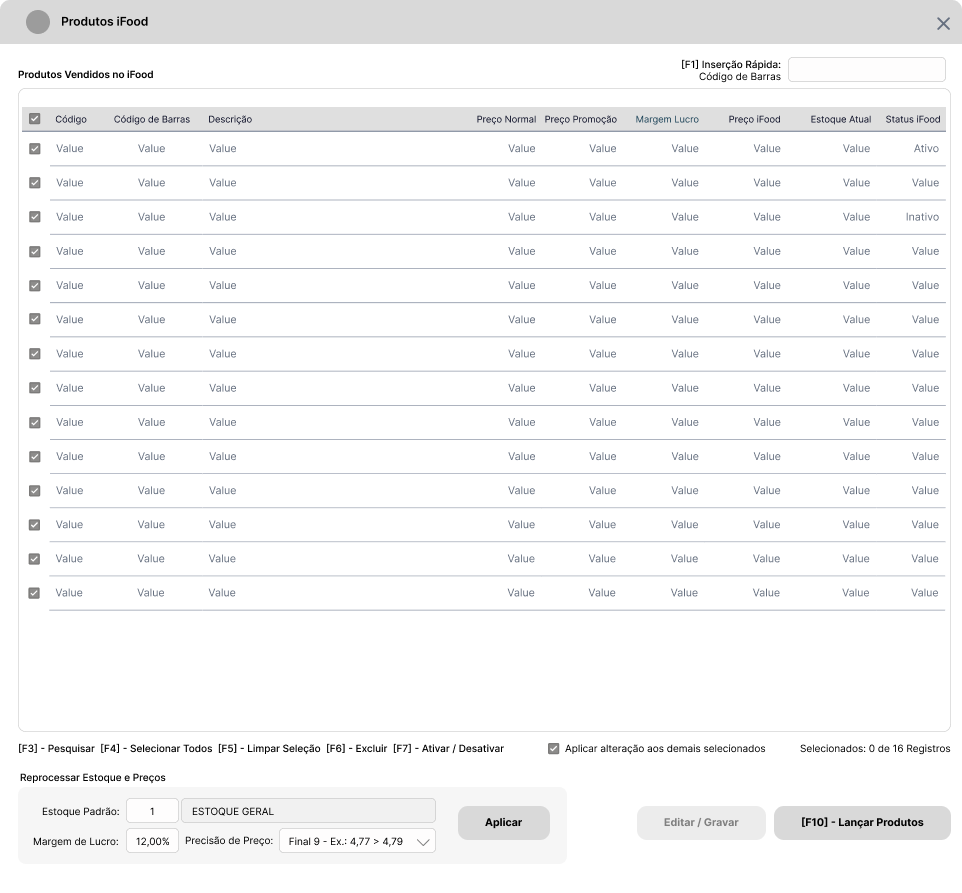 Produtos iFood
[F1] Inserção Rápida:
Código de Barras
Produtos Vendidos no iFood
Código Código de Barras Descrição Preço Normal Preço Promoção Margem Lucro Preço iFood Estoque Atual Status iFood
Value Value Value Value Value Value Value Value Ativo
Value Value Value Value Value Value Value Value Value
Value Value Value Value Value Value Value Value Inativo
Value Value Value Value Value Value Value Value Value
Value Value Value Value Value Value Value Value Value
Value Value Value Value Value Value Value Value Value
Value Value Value Value Value Value Value Value Value
Value Value Value Value Value Value Value Value Value
Value Value Value Value Value Value Value Value Value
Value Value Value Value Value Value Value Value Value
Value Value Value Value Value Value Value Value Value
Value Value Value Value Value Value Value Value Value
Value Value Value Value Value Value Value Value Value
Value Value Value Value Value Value Value Value Value
[F3] - Pesquisar [F4] - Selecionar Todos [F5] - Limpar Seleção [F6] - Excluir [F7] - Ativar / Desativar Aplicar alteração aos demais selecionados Selecionados: 0 de 16 Registros
Reprocessar Estoque e Preços
Estoque Padrão: 1 ESTOQUE GERAL
Margem de Lucro: 12,00% Precisão de Preço: Final 9 - Ex.: 4,77 > 4,79
Aplicar
Editar / Gravar
[F10] - Lançar Produtos